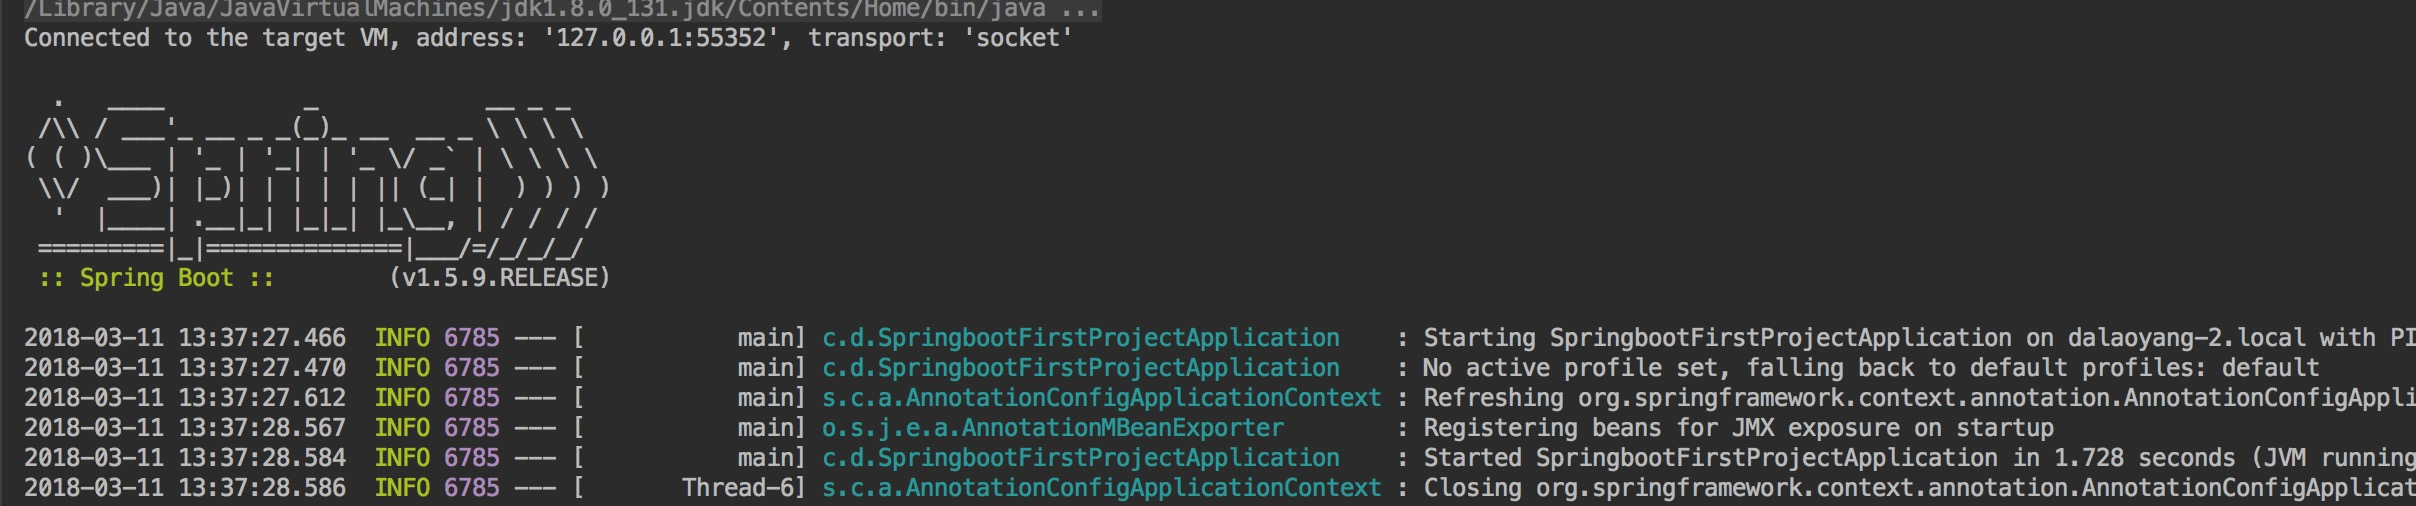 /Library/Java/JavaVirtualMachines/jdk1.8.0_131.jdk/Contents/Home/bin/java ...
Connected to the target VM, address: '127.0.0.1:55352', transport: 'socket'
  .   ____          _            __ _ _
 /\\ / ___'_ __ _ _(_)_ __  __ _ \ \ \ \
( ( )\___ | '_ | '_| | '_ \/ _` | \ \ \ \
 \\/  ___)| |_)| | | | | || (_| |  ) ) ) )
  '  |____| .__|_| |_|_| |_\__, | / / / /
 =========|_|==============|___/=/_/_/_/
 :: Spring Boot ::        (v1.5.9.RELEASE)
2018-03-11 13:37:27.466  INFO 6785 --- [           main] c.d.SpringbootFirstProjectApplication    : Starting SpringbootFirstProjectApplication on dalaoyang-2.local with PI
2018-03-11 13:37:27.470  INFO 6785 --- [           main] c.d.SpringbootFirstProjectApplication    : No active profile set, falling back to default profiles: default
2018-03-11 13:37:27.612  INFO 6785 --- [           main] s.c.a.AnnotationConfigApplicationContext : Refreshing org.springframework.context.annotation.AnnotationConfigAppli
2018-03-11 13:37:28.567  INFO 6785 --- [           main] o.s.j.e.a.AnnotationMBeanExporter        : Registering beans for JMX exposure on startup
2018-03-11 13:37:28.584  INFO 6785 --- [           main] c.d.SpringbootFirstProjectApplication    : Started SpringbootFirstProjectApplication in 1.728 seconds (JVM running
2018-03-11 13:37:28.586  INFO 6785 --- [       Thread-6] s.c.a.AnnotationConfigApplicationContext : Closing org.springframework.context.annotation.AnnotationConfigApplicat